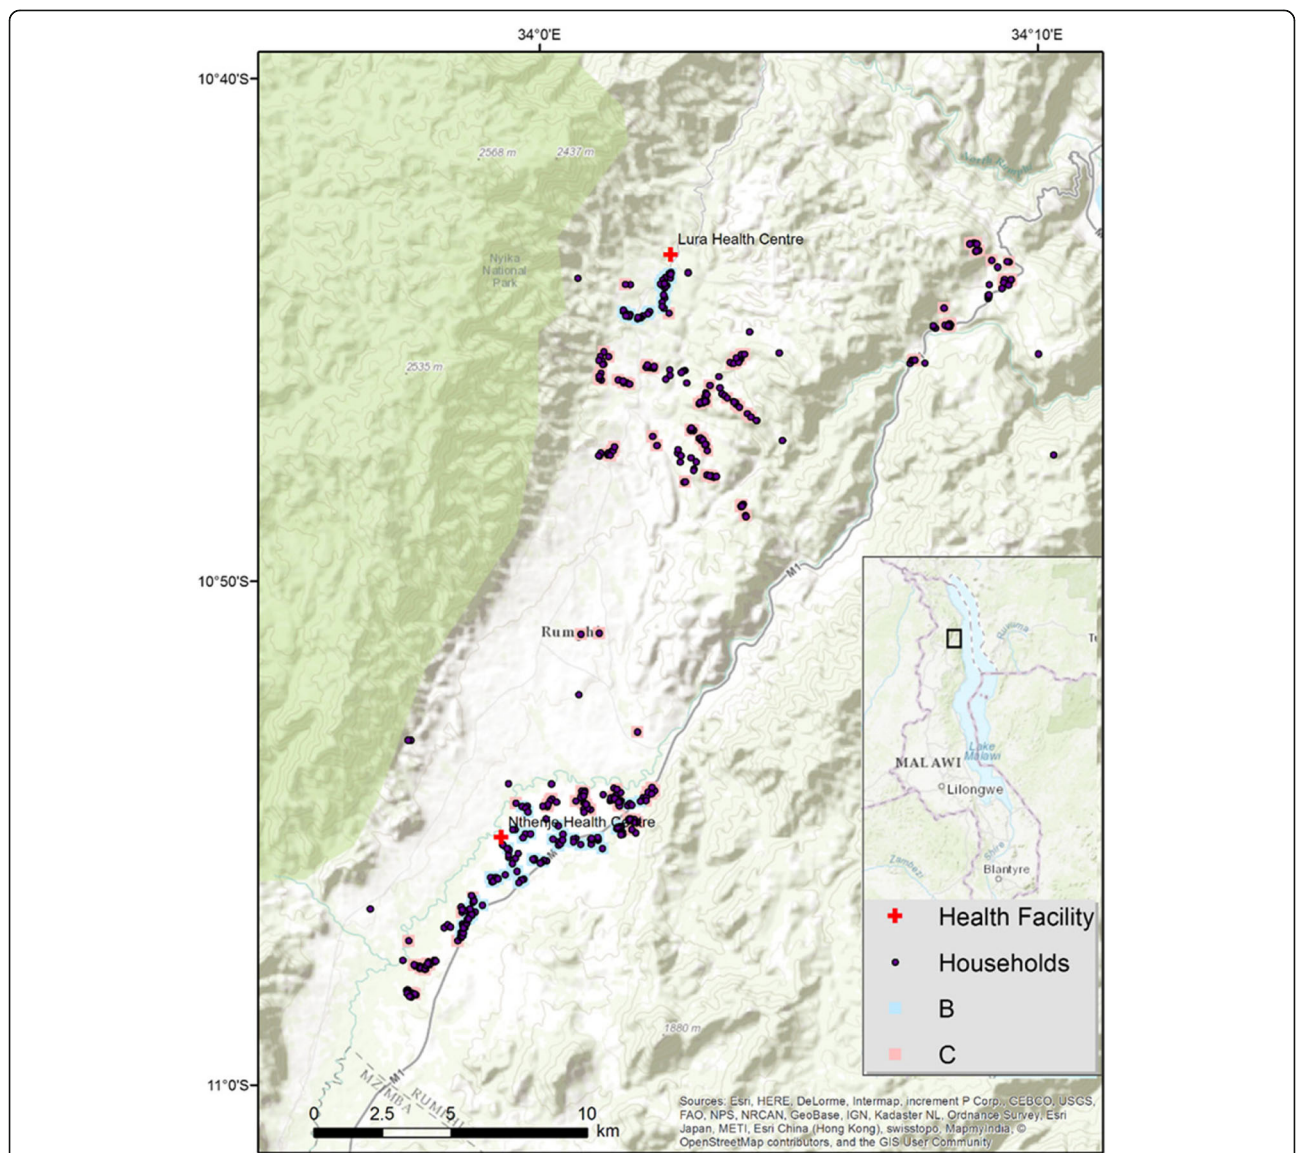 34°0'E
34°10'E
10°40'S
2568 m
2437 m
Lura Health Centre
Nyika
National
Park
2535 m
10°50'S
M1
Rumphi
Ruvuma
Lake
Malawi
MALAWI
Lilongwe
Nthenje Health Centre
M
Shire
Zambezi
Blantyre
Health Facility
Households
B
C
1880 m
11°0'S
M1
MZIMBA
RUMPHI
0
2.5
5
10
km
Sources: Esri, HERE, DeLorme, Intermap, increment P Corp., GEBCO, USGS,
FAO, NPS, NRCAN, GeoBase, IGN, Kadaster NL, Ordnance Survey, Esri
Japan, METI, Esri China (Hong Kong), swisstopo, MapmyIndia, ©
OpenStreetMap contributors, and the GIS User Community